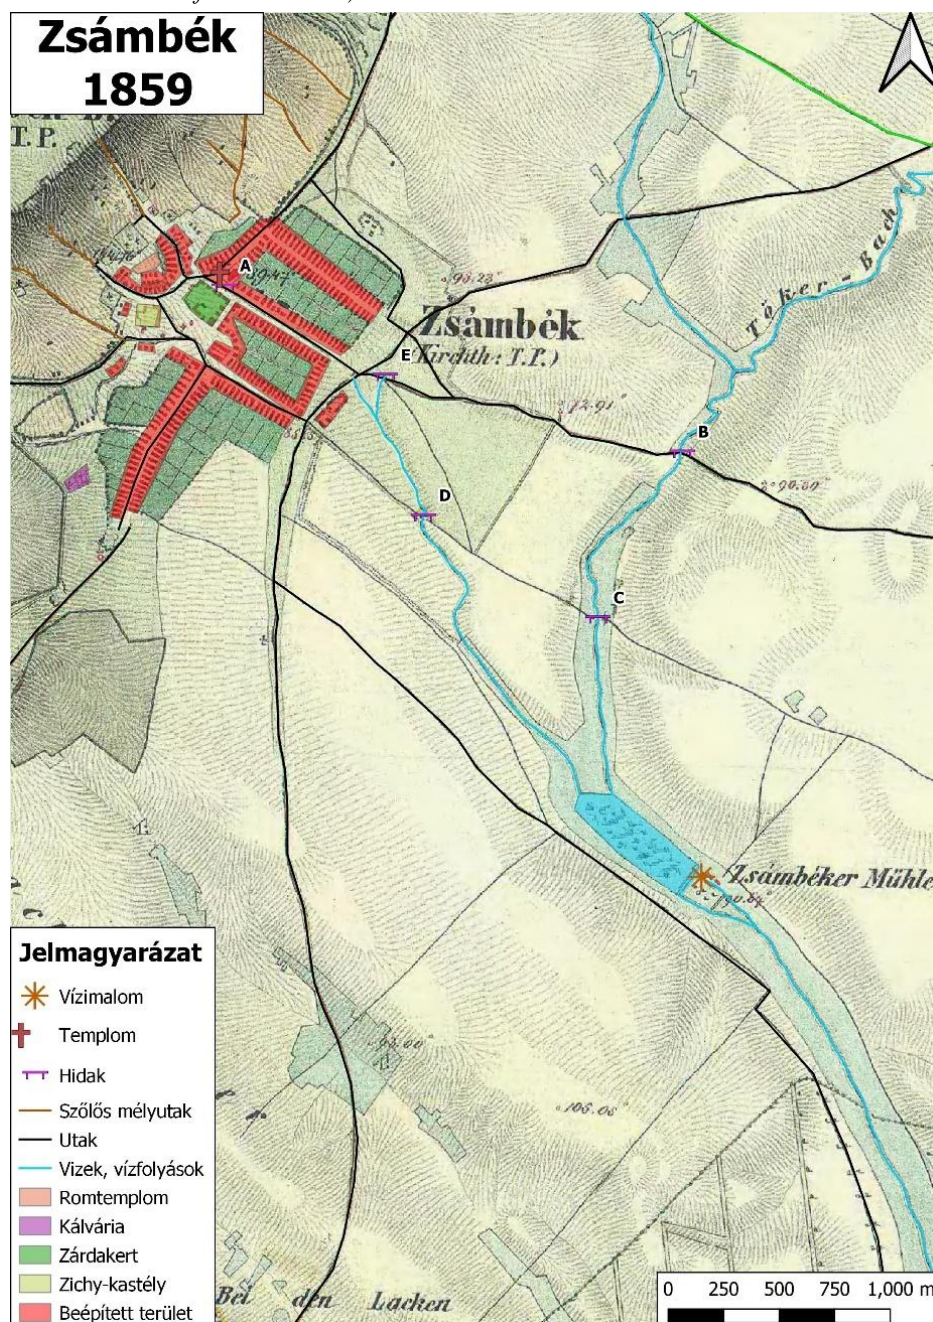 Zsámbék
1859
T.P.
Töker - Bach
A
Zsámbék
(Kirchth: T.P.)
E
B
D
C
Zsámbéker Mühle
Jelmagyarázat
Vízimalom
Templom
Hidak
Szőlős mélyutak
Utak
Vizek, vízfolyások
Romtemplom
Kálvária
Zárdakert
Zichy-kastély
Beépített terület
Bei den Lacken
0 250 500 750 1,000 m